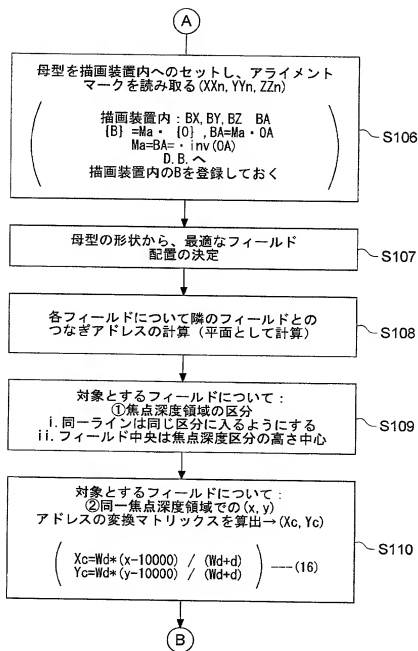 A
母型を描画装置内へのセットし、アライメント
マークを読み取る(XXn,YYn,ZZn)
描画装置内:BX,BY,BZ BA
{B} =Ma・ {O} ,BA=Ma・OA
Ma=BA=・inv(OA)
D.B.へ
描画装置内のBを登録しておく
S106
母型の形状から、最適なフィールド
配置の決定
S107
各フィールドについて隣のフィールドとの
つなぎアドレスの計算(平面として計算)
S108
対象とするフィールドについて:
①焦点深度領域の区分
i.同一ラインは同じ区分に入るようにする
ii.フィールド中央は焦点深度区分の高さ中心
S109
対象とするフィールドについて:
②同一焦点深度領域での(x,y)
アドレスの変換マトリックスを算出→(Xc,Yc)
Xc=Wd*(x-10000) / (Wd+d)
Yc=Wd*(y-10000) / (Wd+d)
---(16)
S110
B